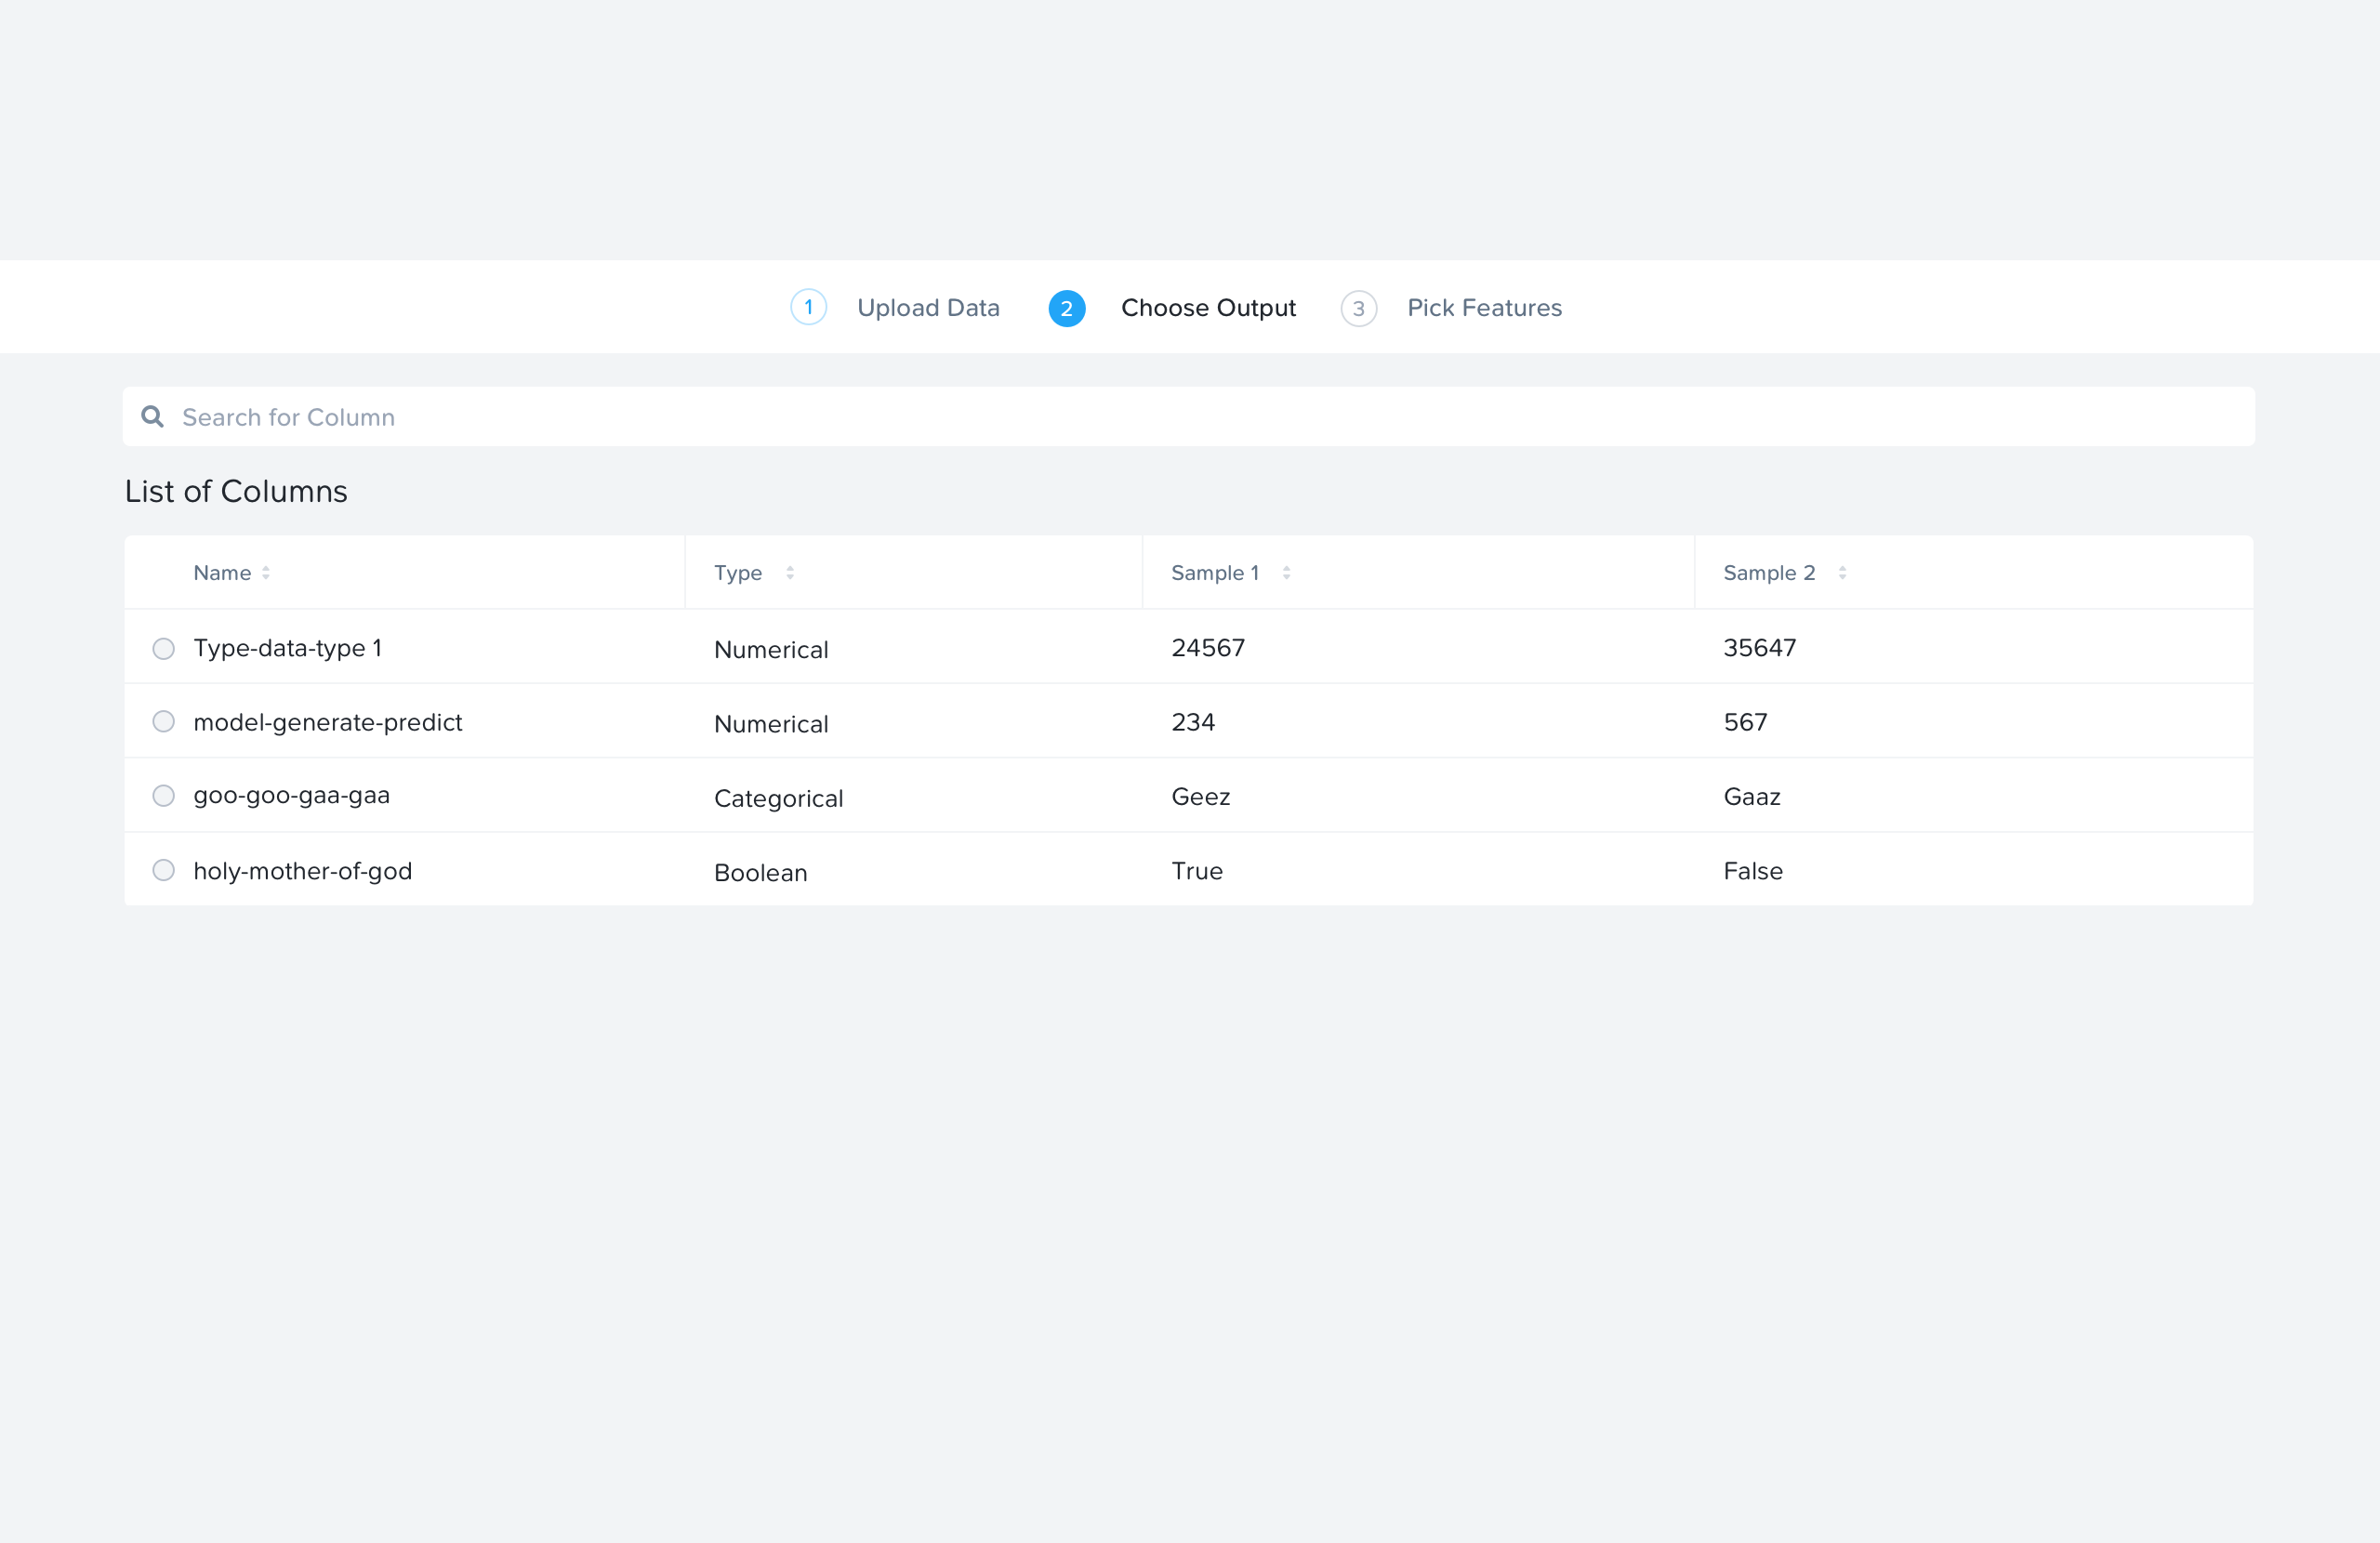 1 Upload Data 2 Choose Output 3 Pick Features
Search for Column
List of Columns
Name Type Sample 1 Sample 2
Type-data-type 1 Numerical 24567 35647
model-generate-predict Numerical 234 567
goo-goo-gaa-gaa Categorical Geez Gaaz
holy-mother-of-god Boolean True False